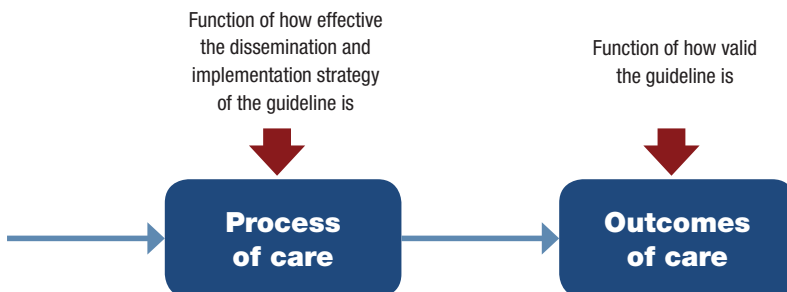 Function of how effective
the dissemination and
implementation strategy
of the guideline is
Function of how valid
the guideline is
Process
of care
Outcomes
of care